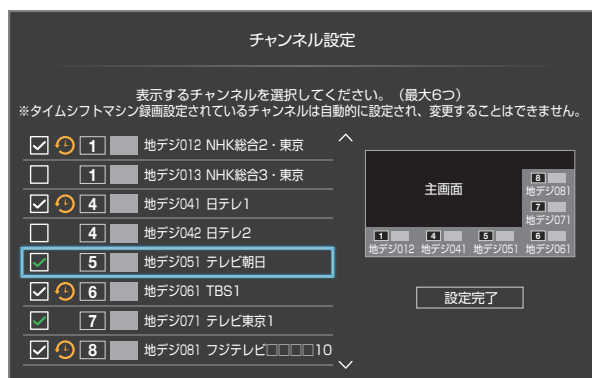 チャンネル設定
表示するチャンネルを選択してください。（最大6つ）
※タイムシフトマシン録画設定されているチャンネルは自動的に設定され、変更することはできません。
1 地デジ012 NHK総合2・東京
1 地デジ013 NHK総合3・東京
4 地デジ041 日テレ1
4 地デジ042 日テレ2
5 地デジ051 テレビ朝日
6 地デジ061 TBS1
7 地デジ071 テレビ東京1
8 地デジ081 フジテレビ□□□□10
主画面
8
地デジ081
7
地デジ071
1 4 5 6
地デジ012 地デジ041 地デジ051 地デジ061
設定完了